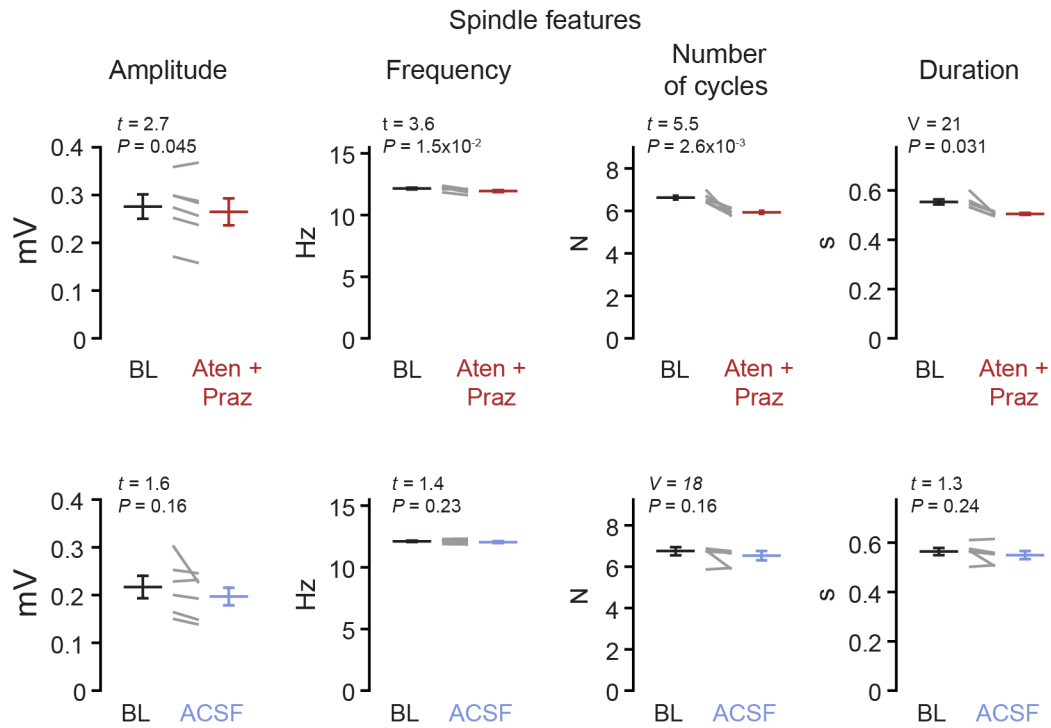 Spindle features
Amplitude
Frequency
Number
of cycles
Duration
t = 2.7
P = 0.045
0.4
0.3
0.2
0.1
0
mV
BL
Aten +
Praz
t = 3.6
P = 1.5x10⁻²
15
10
5
0
Hz
BL
Aten +
Praz
t = 5.5
P = 2.6x10⁻³
8
6
4
2
0
N
BL
Aten +
Praz
V = 21
P = 0.031
0.6
0.4
0.2
0
s
BL
Aten +
Praz
t = 1.6
P = 0.16
0.4
0.3
0.2
0.1
0
mV
BL
ACSF
t = 1.4
P = 0.23
15
10
5
0
Hz
BL
ACSF
V = 18
P = 0.16
8
6
4
2
0
N
BL
ACSF
t = 1.3
P = 0.24
0.6
0.4
0.2
0
s
BL
ACSF